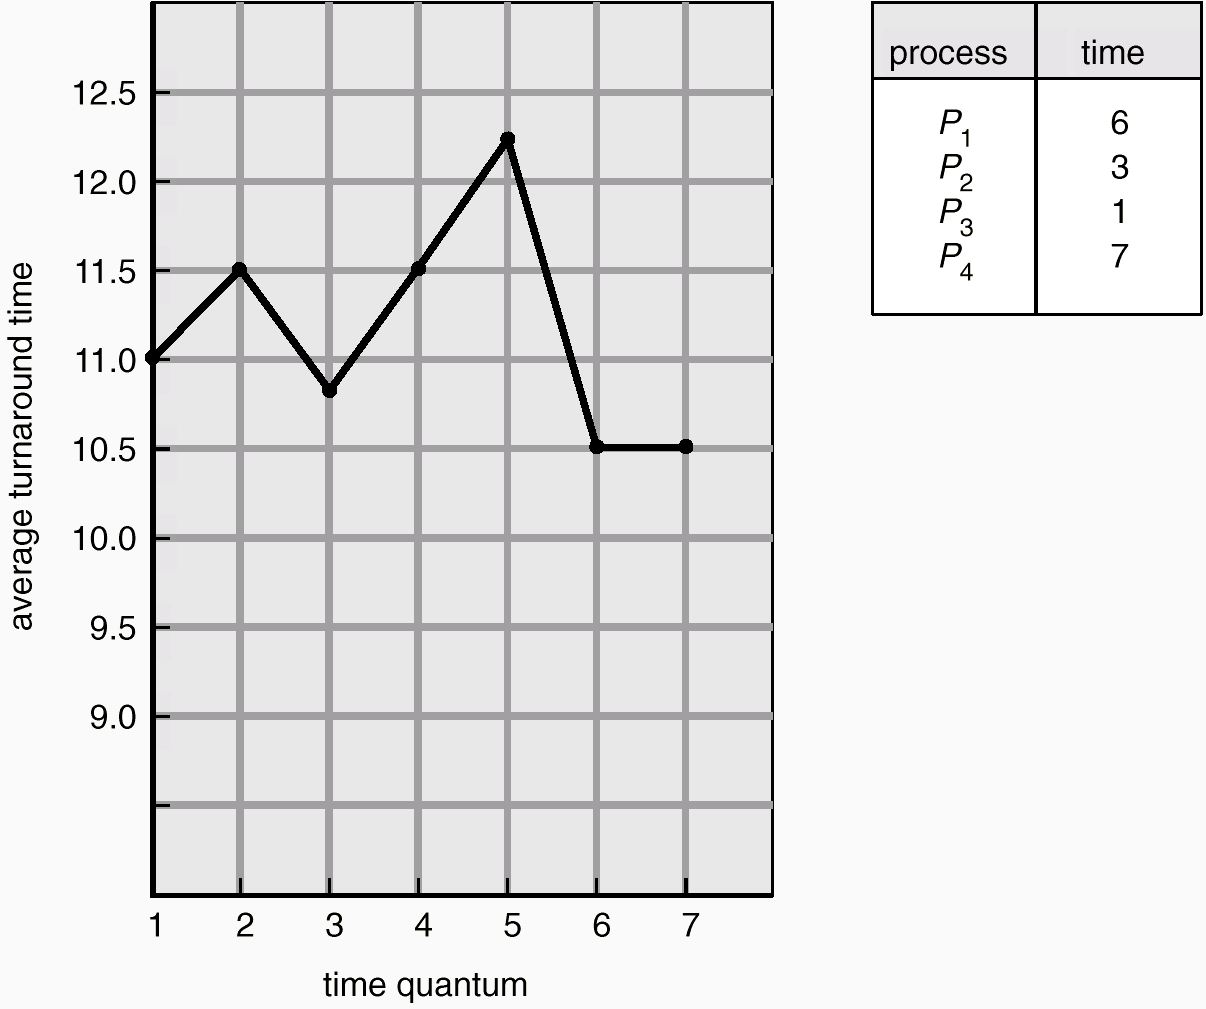 12.5
12.0
11.5
11.0
10.5
10.0
9.5
9.0
average turnaround time
1 2 3 4 5 6 7
time quantum
process time
P1 6
P2 3
P3 1
P4 7